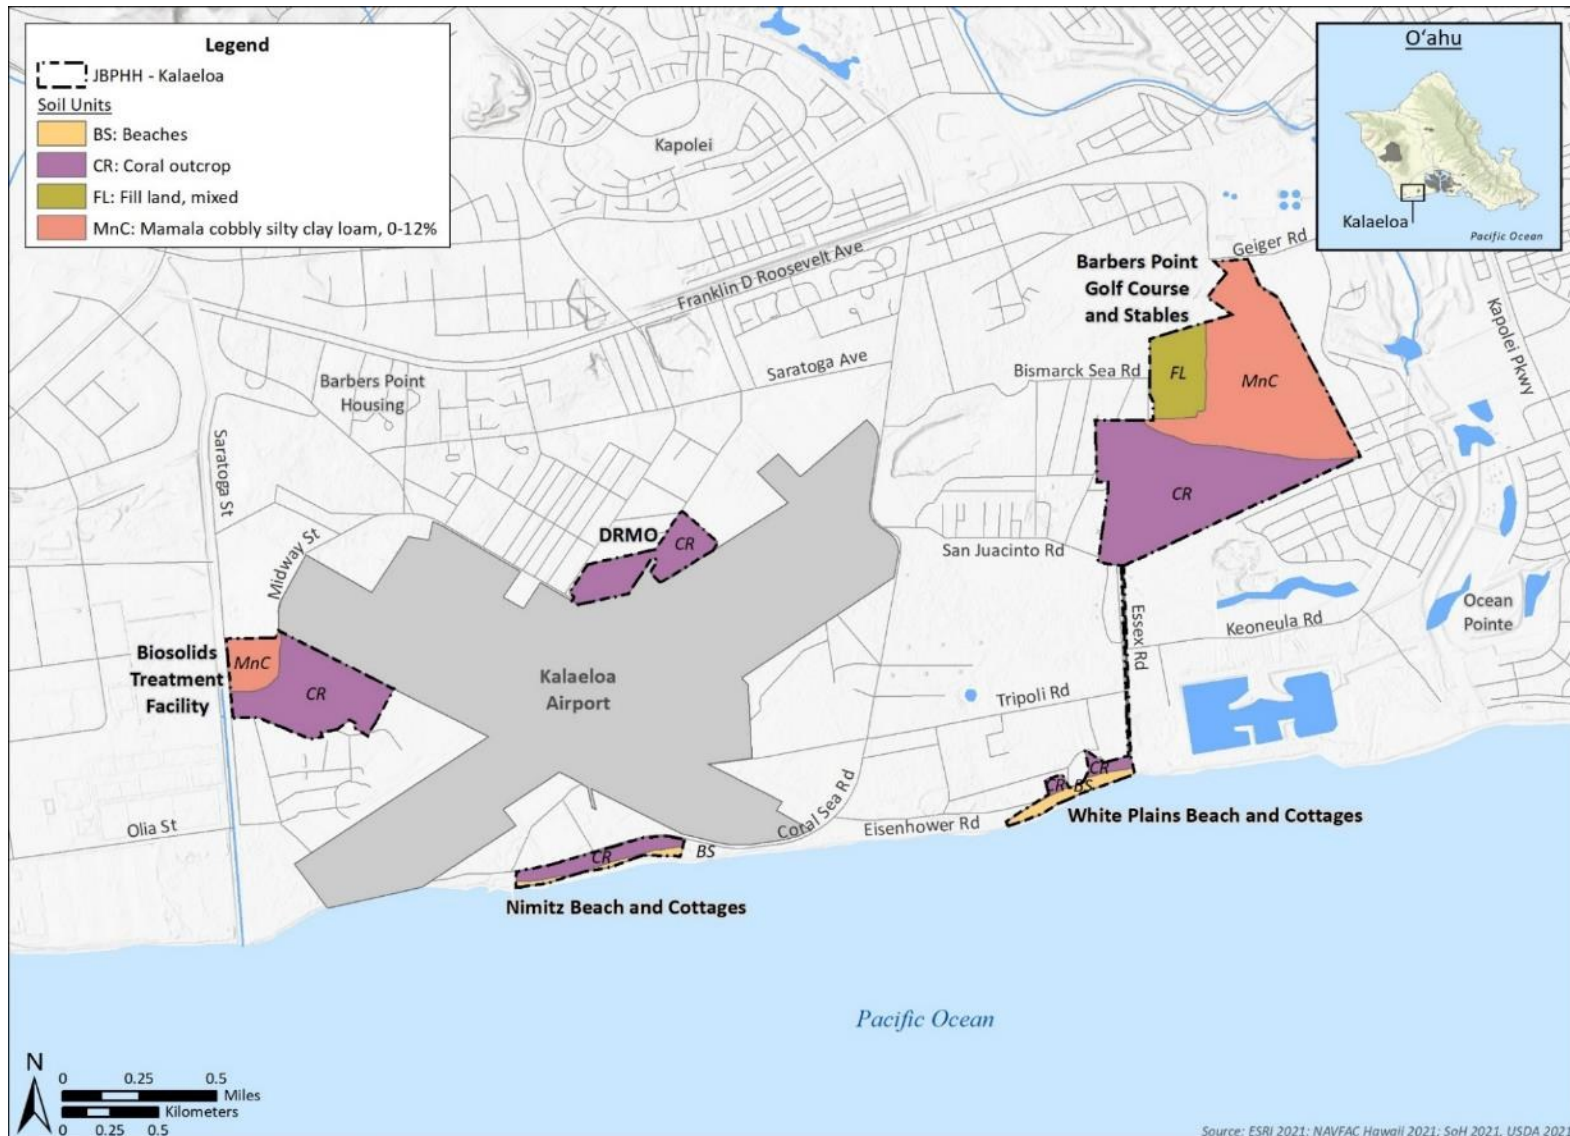 Legend
JBPHH - Kalaeloa
Soil Units
BS: Beaches
CR: Coral outcrop
FL: Fill land, mixed
MnC: Mamala cobbly silty clay loam, 0-12%
Oʻahu
Kalaeloa
Pacific Ocean
Kapolei
Geiger Rd
Franklin D Roosevelt Ave
Barbers Point
Golf Course
and Stables
Kapolei Pkwy
Saratoga Ave
Bismarck Sea Rd
FL
MnC
Barbers Point
Housing
Saratoga St
CR
DRMO
CR
San Juacinto Rd
Midway St
Essex Rd
Ocean
Pointe
Keoneula Rd
Biosolids
Treatment
Facility
MnC
CR
Kalaeloa
Airport
Tripoli Rd
CR
CR
BS
White Plains Beach and Cottages
Coral Sea Rd
Eisenhower Rd
Olia St
CR
BS
Nimitz Beach and Cottages
Pacific Ocean
N
0 0.25 0.5
Miles
Kilometers
0 0.25 0.5
Source: ESRI 2021; NAVFAC Hawaii 2021; SoH 2021, USDA 2021